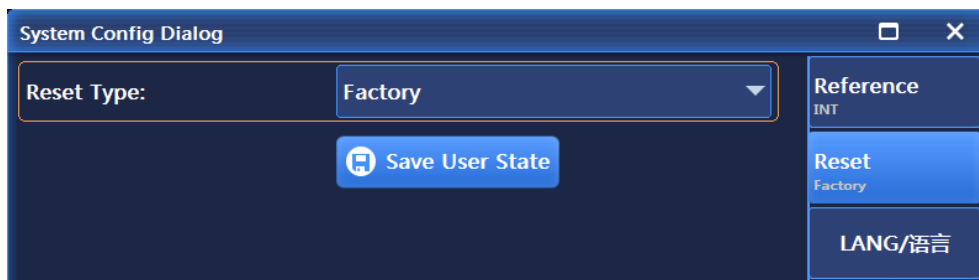 System Config Dialog
Reset Type:
Factory
Save User State
Reference
INT
Reset
Factory
LANG/语言